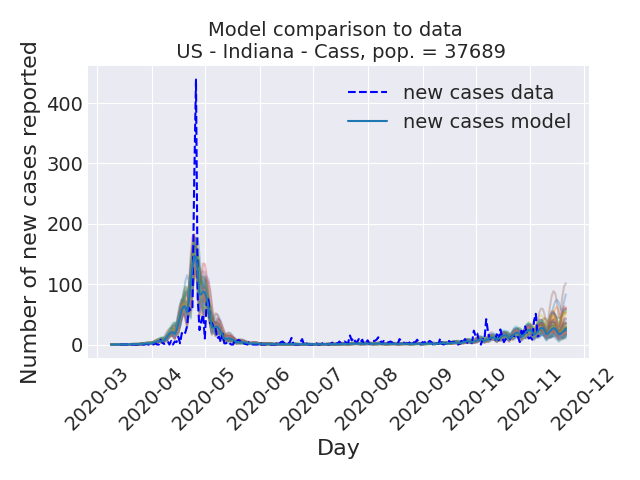 Model comparison to data
US - Indiana - Cass, pop. = 37689
Number of new cases reported
400
300
200
100
0
new cases data
new cases model
2020-03
2020-04
2020-05
2020-06
2020-07
2020-08
2020-09
2020-10
2020-11
2020-12
Day